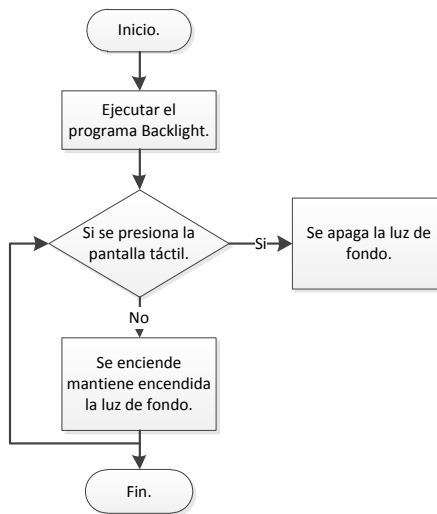 Inicio.
Ejecutar el
programa Backlight.
Si se presiona la
pantalla táctil.
Si
Se apaga la luz de
fondo.
No
Se enciende
mantiene encendida
la luz de fondo.
Fin.